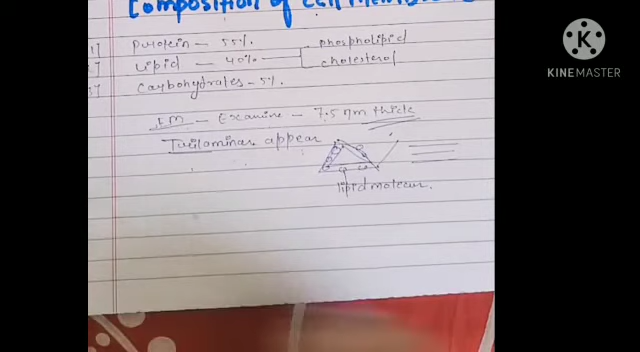 Composition of cell membrane
1] Protein – 55%.
phospholipid
2] Lipid – 40%
cholesterol
3] Carbohydrates – 5%.
EM – Examine – 7.5 nm thick
Trilaminar appear
lipid molecur.
KINEMASTER